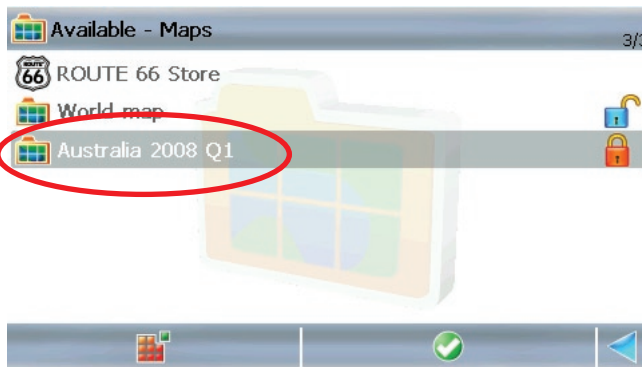 Available - Maps
3/3
ROUTE 66 Store
World map
Australia 2008 Q1